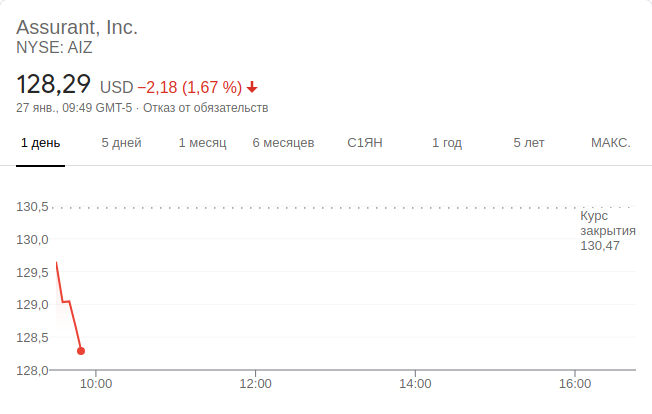 Assurant, Inc.
NYSE: AIZ
128,29 USD −2,18 (1,67 %)
27 янв., 09:49 GMT-5 · Отказ от обязательств
1 день 5 дней 1 месяц 6 месяцев С1ЯН 1 год 5 лет МАКС.
130,5
Курс
закрытия
130,47
130,0
129,5
129,0
128,5
128,0
10:00 12:00 14:00 16:00